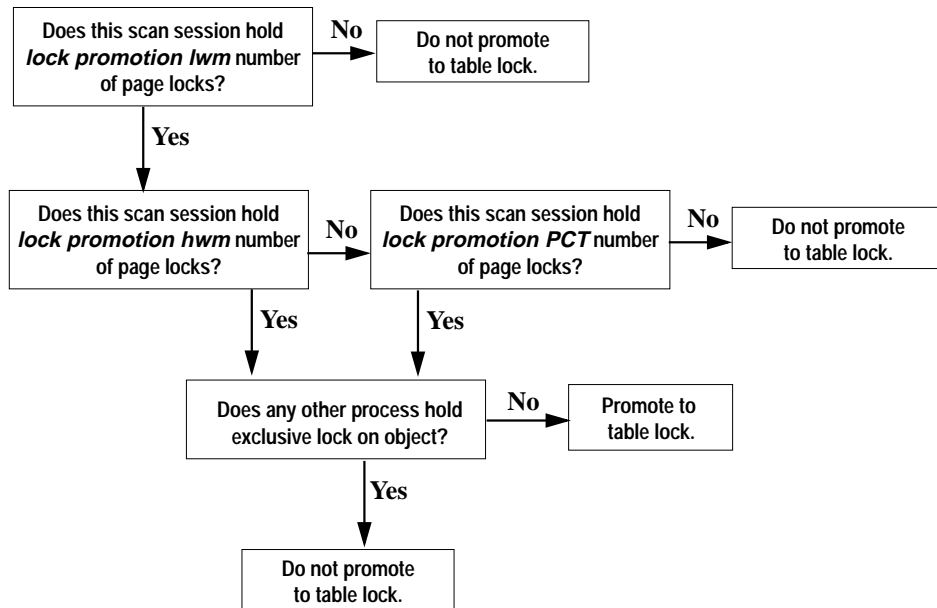 Does this scan session hold
lock promotion lwm number
of page locks?
No
Do not promote
to table lock.
Yes
Does this scan session hold
lock promotion hwm number
of page locks?
No
Does this scan session hold
lock promotion PCT number
of page locks?
No
Do not promote
to table lock.
Yes
Yes
Does any other process hold
exclusive lock on object?
No
Promote to
table lock.
Yes
Do not promote
to table lock.